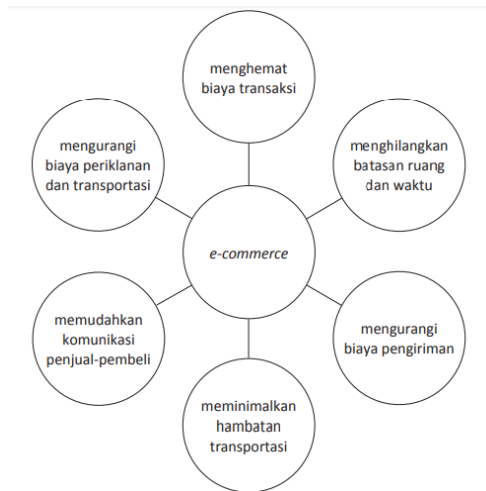 menghemat
biaya transaksi
mengurangi
biaya periklanan
dan transportasi
menghilangkan
batasan ruang
dan waktu
e-commerce
memudahkan
komunikasi
penjual-pembeli
mengurangi
biaya pengiriman
meminimalkan
hambatan
transportasi